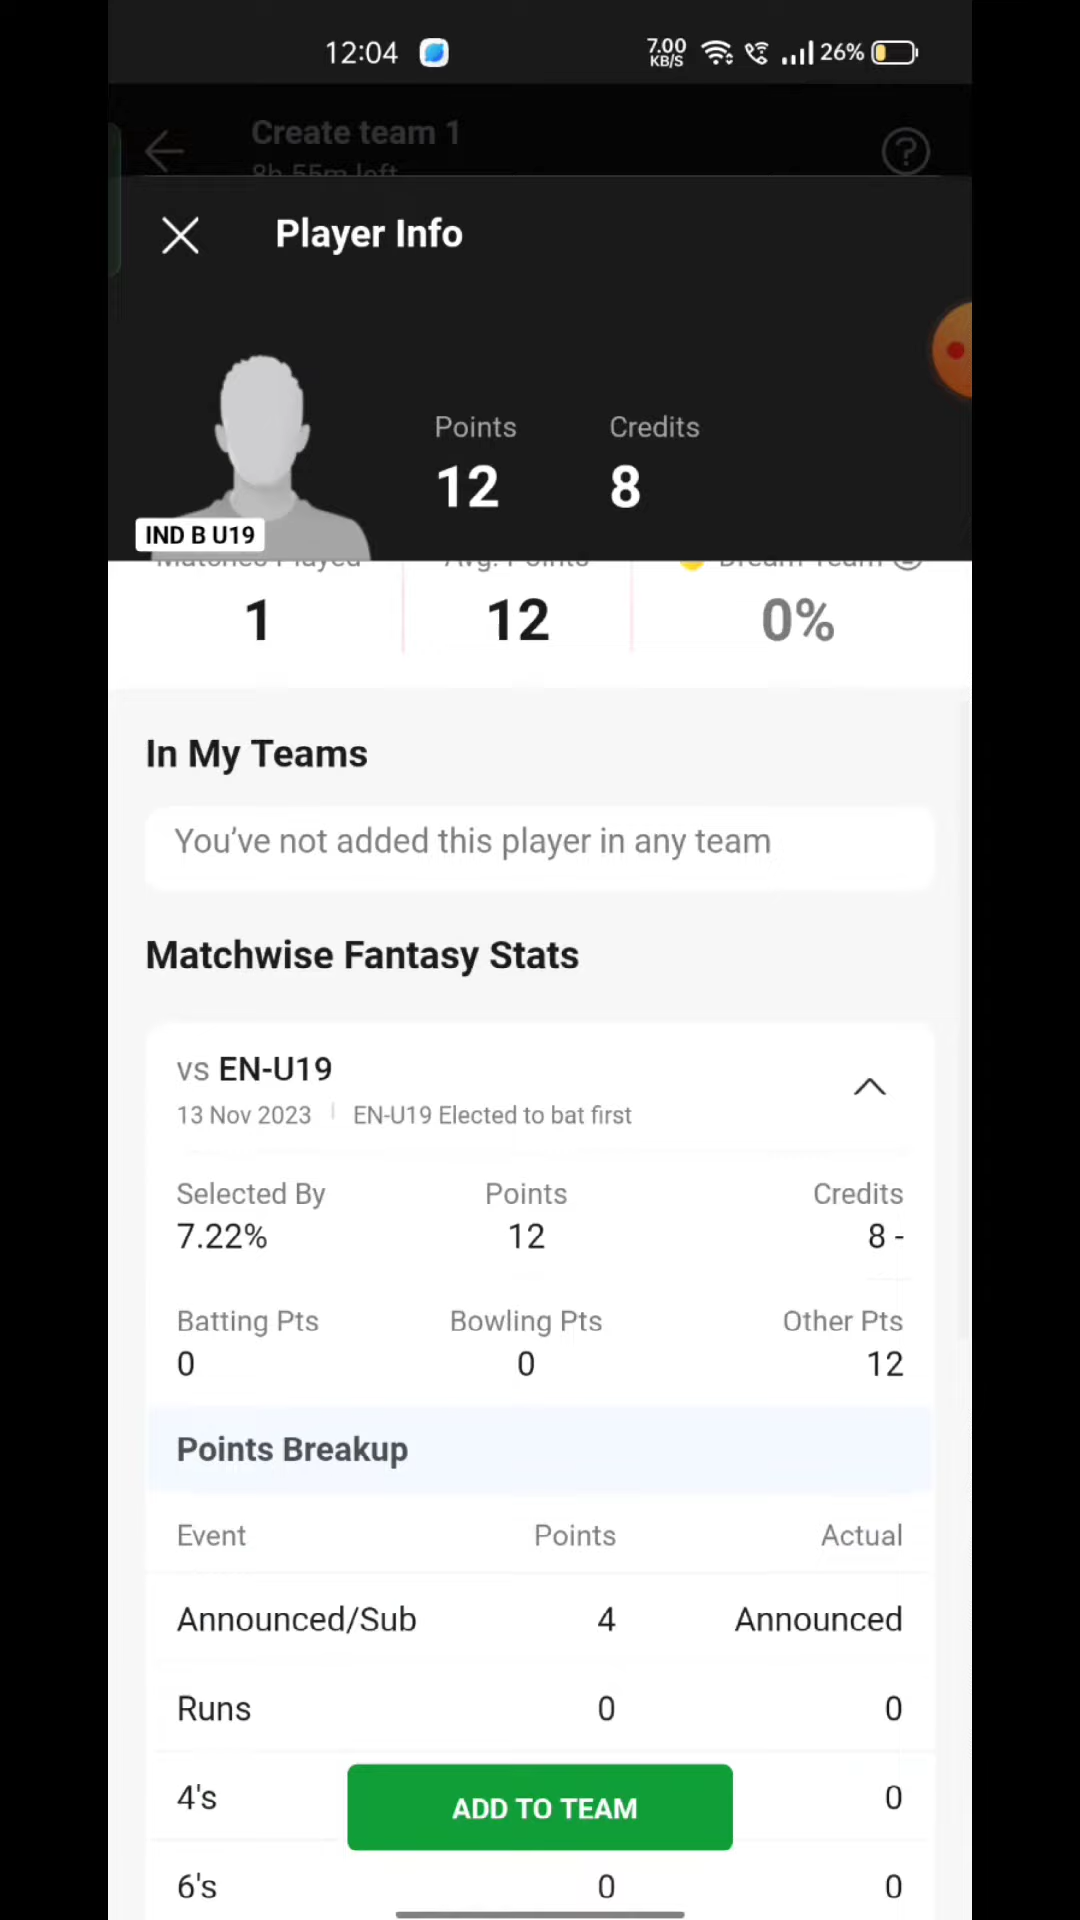 12:04 7.00 KB/S 26%
Create team 1
8h 55m left
?
Player Info
Points Credits
12 8
IND B U19
Matches Played Avg. Points Dream Team
1 12 0%
In My Teams
You've not added this player in any team
Matchwise Fantasy Stats
vs EN-U19
13 Nov 2023 EN-U19 Elected to bat first
Selected By Points Credits
7.22% 12 8 -
Batting Pts Bowling Pts Other Pts
0 0 12
Points Breakup
Event Points Actual
Announced/Sub 4 Announced
Runs 0 0
4's 0
ADD TO TEAM
6's 0 0